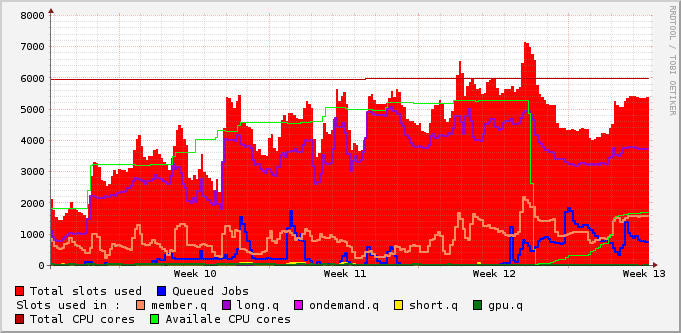 8000
7000
6000
5000
4000
3000
2000
1000
0
Week 10 Week 11 Week 12 Week 13
RRDTOOL / TOBI OETIKER
Total slots used Queued Jobs
Slots used in : member.q long.q ondemand.q short.q gpu.q
Total CPU cores Availale CPU cores